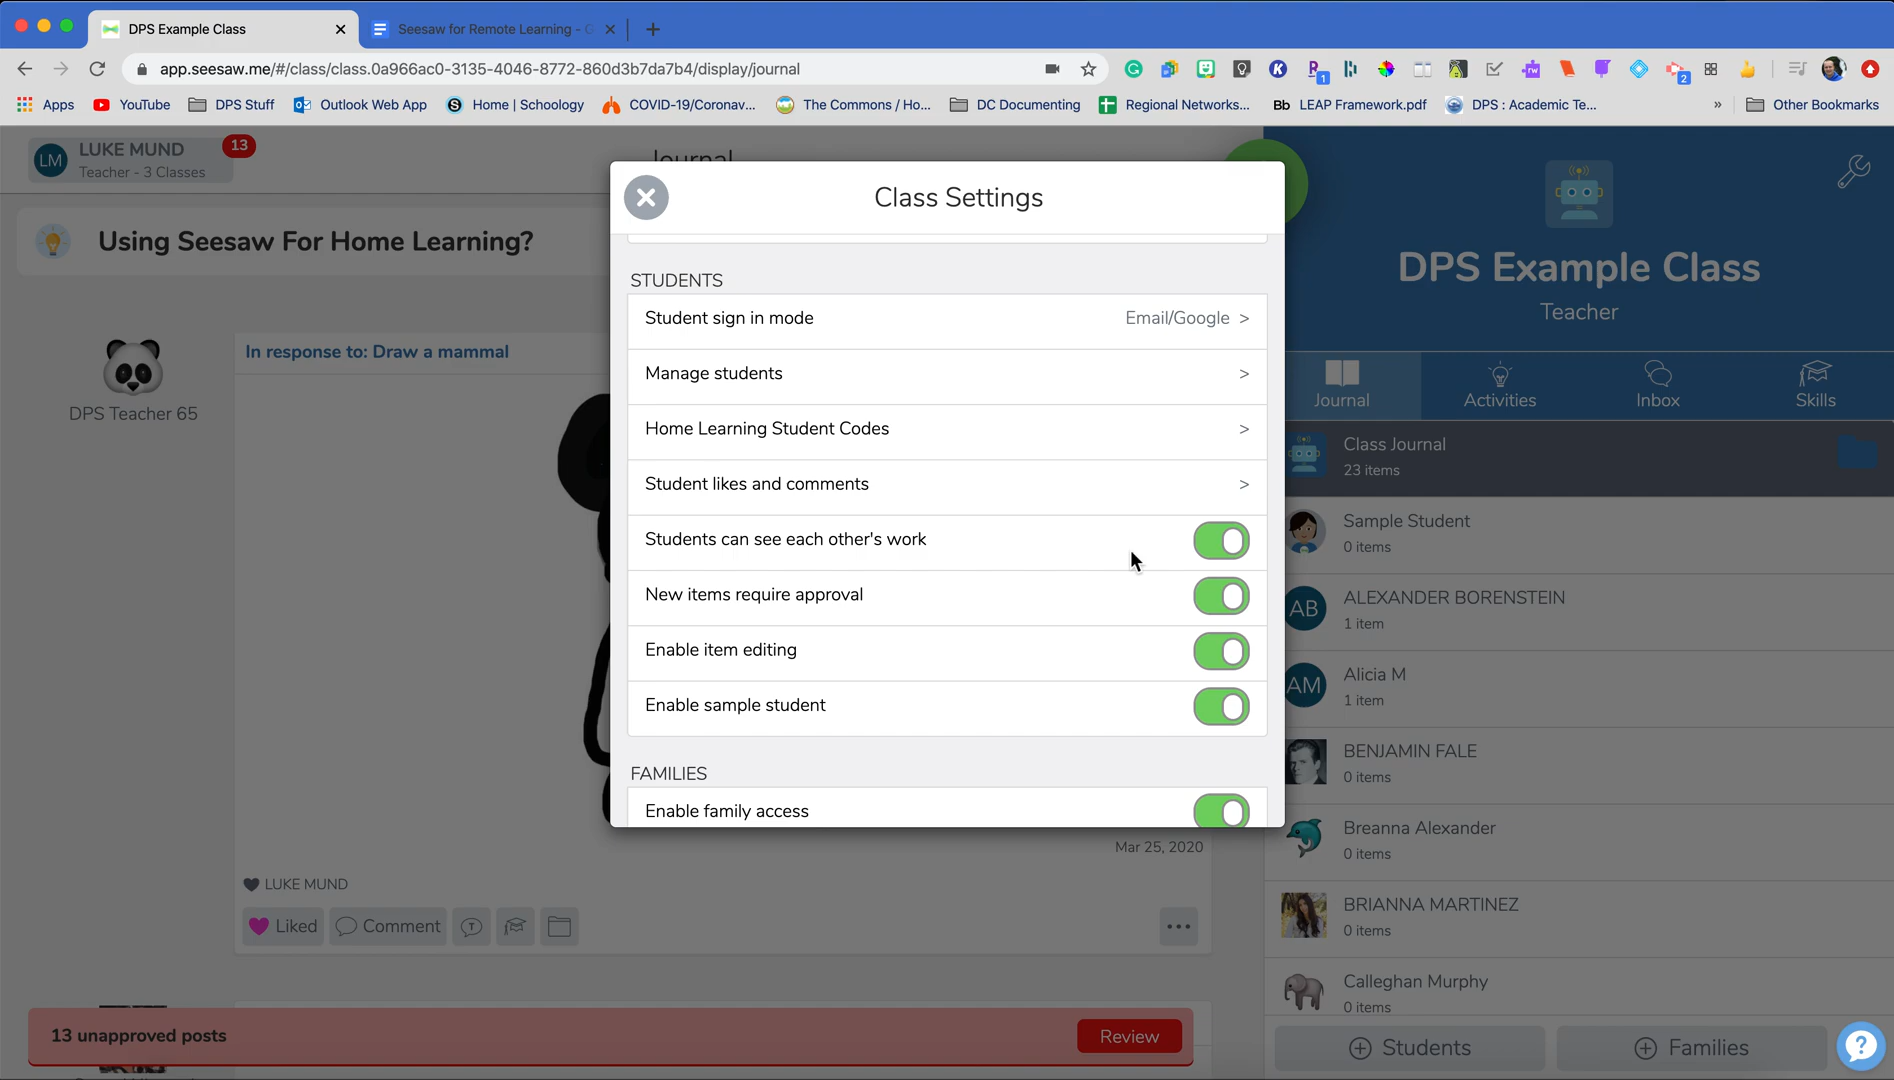 DPS Example Class
Seesaw for Remote Learning -
app.seesaw.me/#/class/class.0a966ac0-3135-4046-8772-860d3b7da7b4/display/journal
1
2
Apps
YouTube
DPS Stuff
Outlook Web App
Home | Schoology
COVID-19/Coronav...
The Commons / Ho...
DC Documenting
Regional Networks...
Bb LEAP Framework.pdf
DPS : Academic Te...
»
Other Bookmarks
LM
LUKE MUND
Teacher - 3 Classes
13
Journal
Using Seesaw For Home Learning?
DPS Teacher 65
In response to: Draw a mammal
Class Settings
STUDENTS
Student sign in mode Email/Google >
Manage students >
Home Learning Student Codes >
Student likes and comments >
Students can see each other's work
New items require approval
Enable item editing
Enable sample student
FAMILIES
Enable family access
Mar 25, 2020
LUKE MUND
Liked
Comment
T
...
13 unapproved posts
Review
DPS Example Class
Teacher
Journal
Activities
Inbox
Skills
Class Journal
23 items
Sample Student
0 items
AB
ALEXANDER BORENSTEIN
1 item
AM
Alicia M
1 item
BENJAMIN FALE
0 items
Breanna Alexander
0 items
BRIANNA MARTINEZ
0 items
Calleghan Murphy
0 items
Students
Families
?